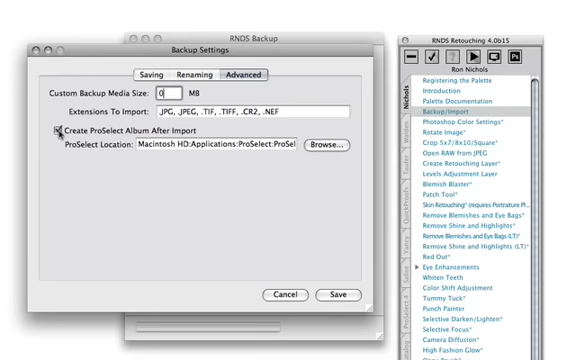 RNDS Backup
Backup Settings
Saving Renaming Advanced
Custom Backup Media Size: 0 MB
Extensions To Import: .JPG, .JPEG, .TIF, .TIFF, .CR2, .NEF
Create ProSelect Album After Import
ProSelect Location: Macintosh HD:Applications:ProSelect:ProSel Browse...
Cancel Save
RNDS Retouching 4.0b15
Ps
Ron Nichols
Nichols
QuickProofs
Yancy
ProSelect 4
Registering the Palette
Introduction
Palette Documentation
Backup/Import
Photoshop Color Settings*
Rotate Image*
Crop 5x7/8x10/Square*
Open RAW from JPEG
Create Retouching Layer*
Levels Adjustment Layer
Blemish Blaster*
Patch Tool*
Skin Retouching* (requires Portraiture Pl...
Remove Blemishes and Eye Bags*
Remove Shine and Highlights*
Remove Blemishes and Eye Bags (LT)*
Remove Shine and Highlights (LT)*
Red Out*
Eye Enhancements
Whiten Teeth
Color Shift Adjustment
Tummy Tuck*
Punch Painter
Selective Darken/Lighten*
Selective Focus*
Camera Diffusion*
High Fashion Glow*